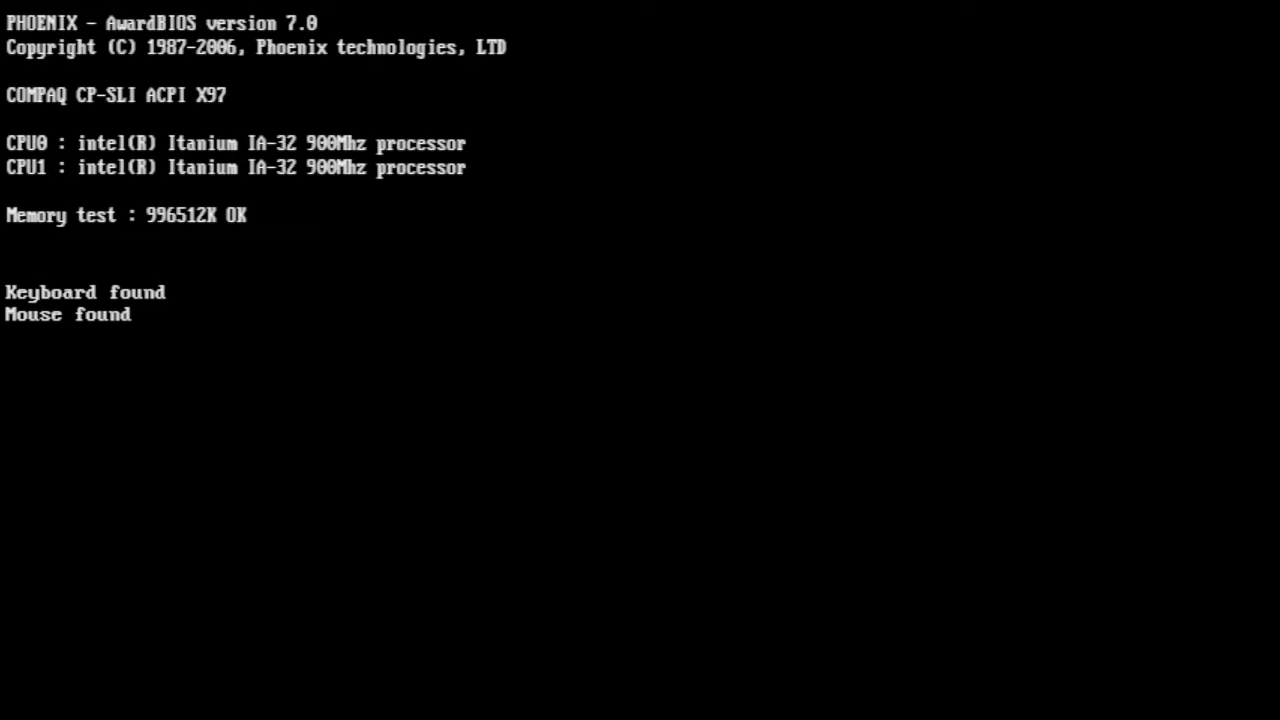 PHOENIX - AwardBIOS version 7.0
Copyright (C) 1987-2006, Phoenix technologies, LTD
COMPAQ CP-SLI ACPI X97
CPU0 : intel(R) Itanium IA-32 900Mhz processor
CPU1 : intel(R) Itanium IA-32 900Mhz processor
Memory test : 996512K OK
Keyboard found
Mouse found